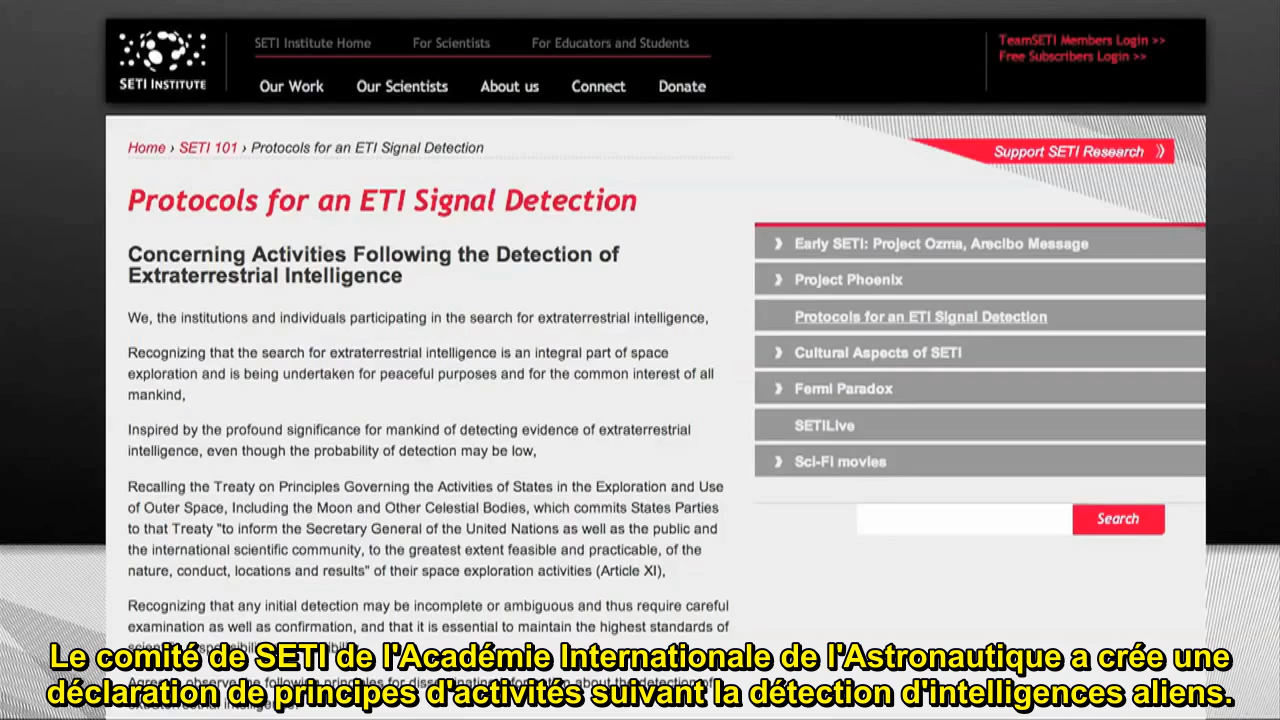 SETI INSTITUTE
SETI Institute Home For Scientists For Educators and Students
Our Work Our Scientists About us Connect Donate
TeamSETI Members Login >>
Free Subscribers Login >>
Home › SETI 101 › Protocols for an ETI Signal Detection
Support SETI Research
Protocols for an ETI Signal Detection
Concerning Activities Following the Detection of
Extraterrestrial Intelligence
We, the institutions and individuals participating in the search for extraterrestrial intelligence,
Recognizing that the search for extraterrestrial intelligence is an integral part of space
exploration and is being undertaken for peaceful purposes and for the common interest of all
mankind,
Inspired by the profound significance for mankind of detecting evidence of extraterrestrial
intelligence, even though the probability of detection may be low,
Recalling the Treaty on Principles Governing the Activities of States in the Exploration and Use
of Outer Space, Including the Moon and Other Celestial Bodies, which commits States Parties
to that Treaty "to inform the Secretary General of the United Nations as well as the public and
the international scientific community, to the greatest extent feasible and practicable, of the
nature, conduct, locations and results" of their space exploration activities (Article XI),
Recognizing that any initial detection may be incomplete or ambiguous and thus require careful
examination as well as confirmation, and that it is essential to maintain the highest standards of
Early SETI: Project Ozma, Arecibo Message
Project Phoenix
Protocols for an ETI Signal Detection
Cultural Aspects of SETI
Fermi Paradox
SETILive
Sci-Fi movies
Search
Le comité de SETI de l'Académie Internationale de l'Astronautique a crée une
déclaration de principes d'activités suivant la détection d'intelligences aliens.